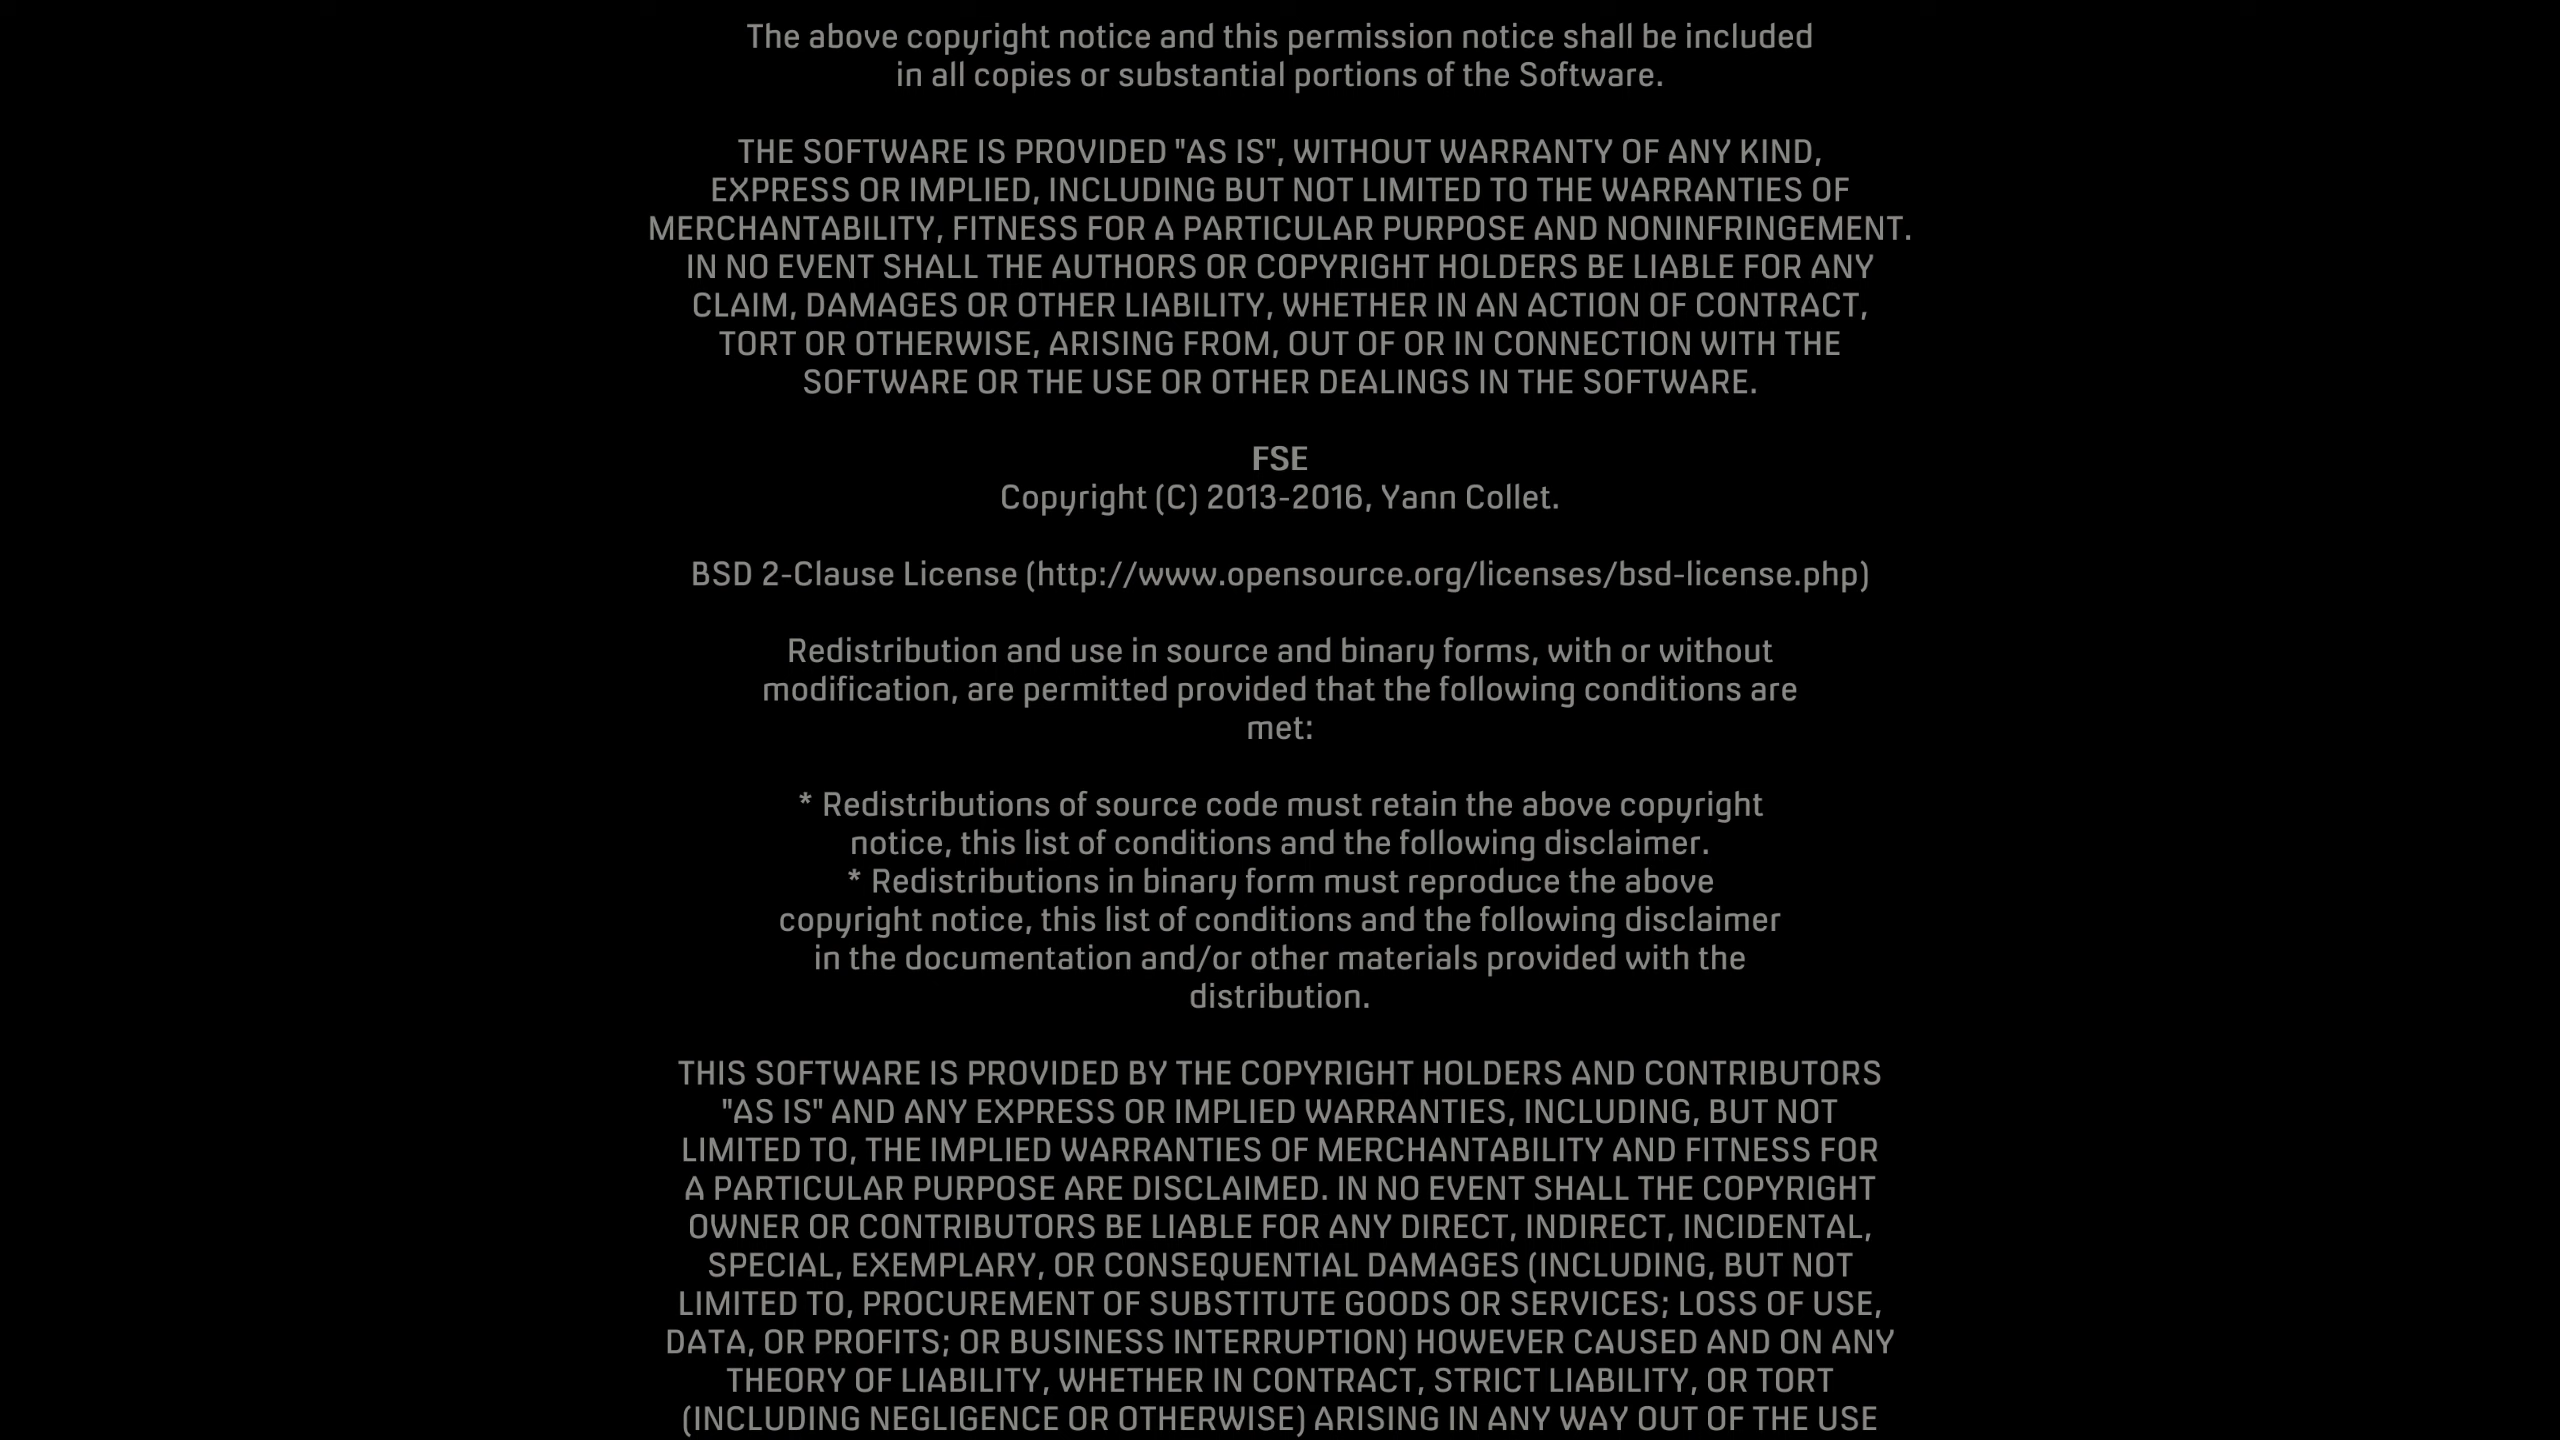 The above copyright notice and this permission notice shall be included
in all copies or substantial portions of the Software.
THE SOFTWARE IS PROVIDED "AS IS", WITHOUT WARRANTY OF ANY KIND,
EXPRESS OR IMPLIED, INCLUDING BUT NOT LIMITED TO THE WARRANTIES OF
MERCHANTABILITY, FITNESS FOR A PARTICULAR PURPOSE AND NONINFRINGEMENT.
IN NO EVENT SHALL THE AUTHORS OR COPYRIGHT HOLDERS BE LIABLE FOR ANY
CLAIM, DAMAGES OR OTHER LIABILITY, WHETHER IN AN ACTION OF CONTRACT,
TORT OR OTHERWISE, ARISING FROM, OUT OF OR IN CONNECTION WITH THE
SOFTWARE OR THE USE OR OTHER DEALINGS IN THE SOFTWARE.
FSE
Copyright (C) 2013-2016, Yann Collet.
BSD 2-Clause License (http://www.opensource.org/licenses/bsd-license.php)
Redistribution and use in source and binary forms, with or without
modification, are permitted provided that the following conditions are
met:
* Redistributions of source code must retain the above copyright
notice, this list of conditions and the following disclaimer.
* Redistributions in binary form must reproduce the above
copyright notice, this list of conditions and the following disclaimer
in the documentation and/or other materials provided with the
distribution.
THIS SOFTWARE IS PROVIDED BY THE COPYRIGHT HOLDERS AND CONTRIBUTORS
"AS IS" AND ANY EXPRESS OR IMPLIED WARRANTIES, INCLUDING, BUT NOT
LIMITED TO, THE IMPLIED WARRANTIES OF MERCHANTABILITY AND FITNESS FOR
A PARTICULAR PURPOSE ARE DISCLAIMED. IN NO EVENT SHALL THE COPYRIGHT
OWNER OR CONTRIBUTORS BE LIABLE FOR ANY DIRECT, INDIRECT, INCIDENTAL,
SPECIAL, EXEMPLARY, OR CONSEQUENTIAL DAMAGES (INCLUDING, BUT NOT
LIMITED TO, PROCUREMENT OF SUBSTITUTE GOODS OR SERVICES; LOSS OF USE,
DATA, OR PROFITS; OR BUSINESS INTERRUPTION) HOWEVER CAUSED AND ON ANY
THEORY OF LIABILITY, WHETHER IN CONTRACT, STRICT LIABILITY, OR TORT
(INCLUDING NEGLIGENCE OR OTHERWISE) ARISING IN ANY WAY OUT OF THE USE